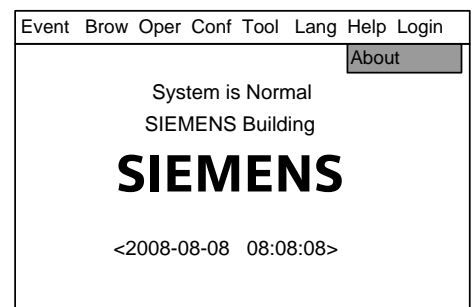 Event Brow Oper Conf Tool Lang Help Login
About
System is Normal
SIEMENS Building
SIEMENS
<2008-08-08 08:08:08>